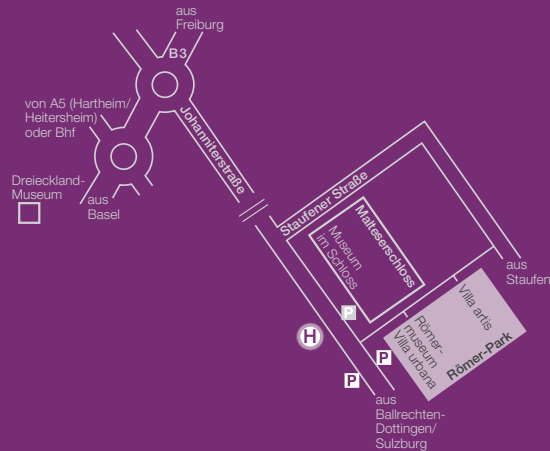 aus
Freiburg
B3
von A5 (Hartheim/
Heitersheim)
oder Bhf
Johanniterstraße
Dreieckland-
Museum
aus
Basel
Staufener Straße
Malteserschloss
Museum
im Schloss
aus
Staufen
P
H
P
P
Villa artis
Römer-
museum
Villa urbana
Römer-Park
aus
Ballrechten-
Dottingen/
Sulzburg